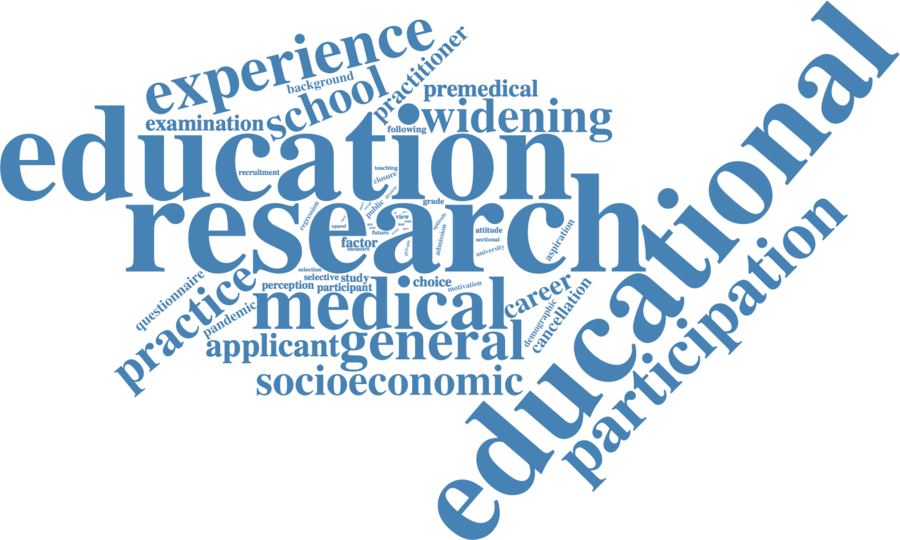 experience
background
practitioner
school
premedical
examination
following
widening
education
educational
recruitment
teaching
closure
public
research
regression
grade
view
appeal
future
factor
measure
aptitude
admission
attitude
sectional
university
aspiration
selection
selective
study
perception
participant
choice
motivation
questionnaire
practice
pandemic
medical
career
demographic
cancellation
applicant
general
participation
socioeconomic